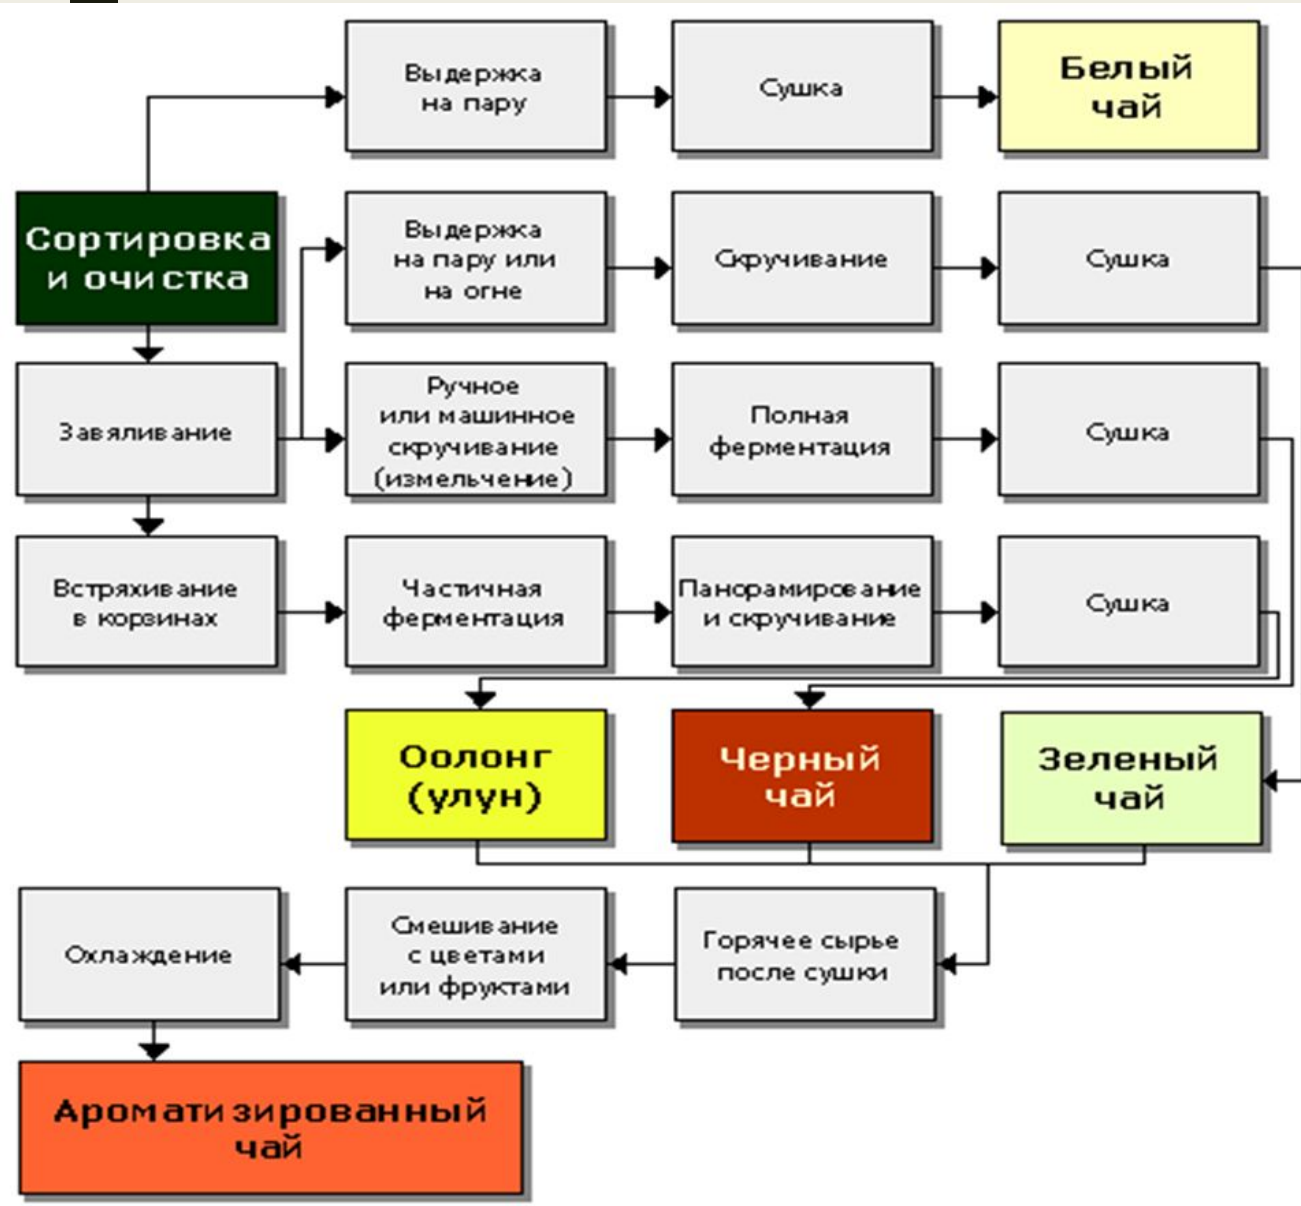 Выдержка
на пару
Сушка
Белый
чай
Сортировка
и очистка
Выдержка
на пару или
на огне
Скручивание
Сушка
Завяливание
Ручное
или машинное
скручивание
(измельчение)
Полная
ферментация
Сушка
Встряхивание
в корзинах
Частичная
ферментация
Панорамирование
и скручивание
Сушка
Оолонг
(улун)
Черный
чай
Зеленый
чай
Охлаждение
Смешивание
с цветами
или фруктами
Горячее сырье
после сушки
Ароматизированный
чай